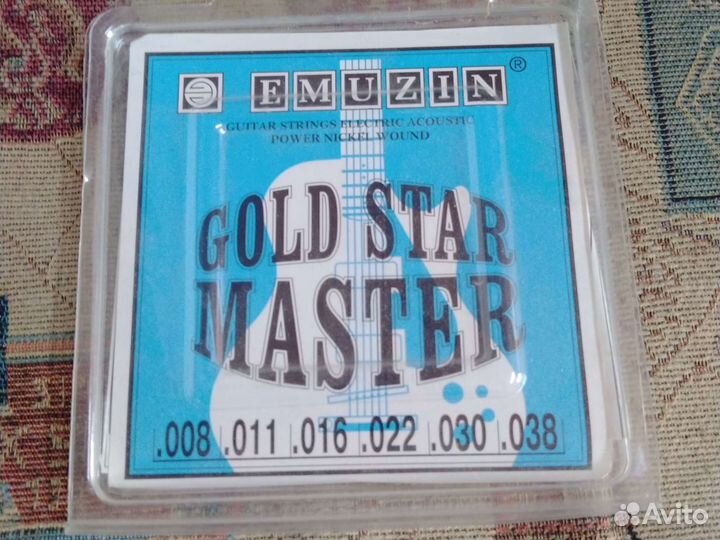 EMUZIN ®
GUITAR STRINGS ELECTRIC ACOUSTIC
POWER NICKEL WOUND
GOLD STAR
MASTER
.008 .011 .016 .022 .030 .038
Avito